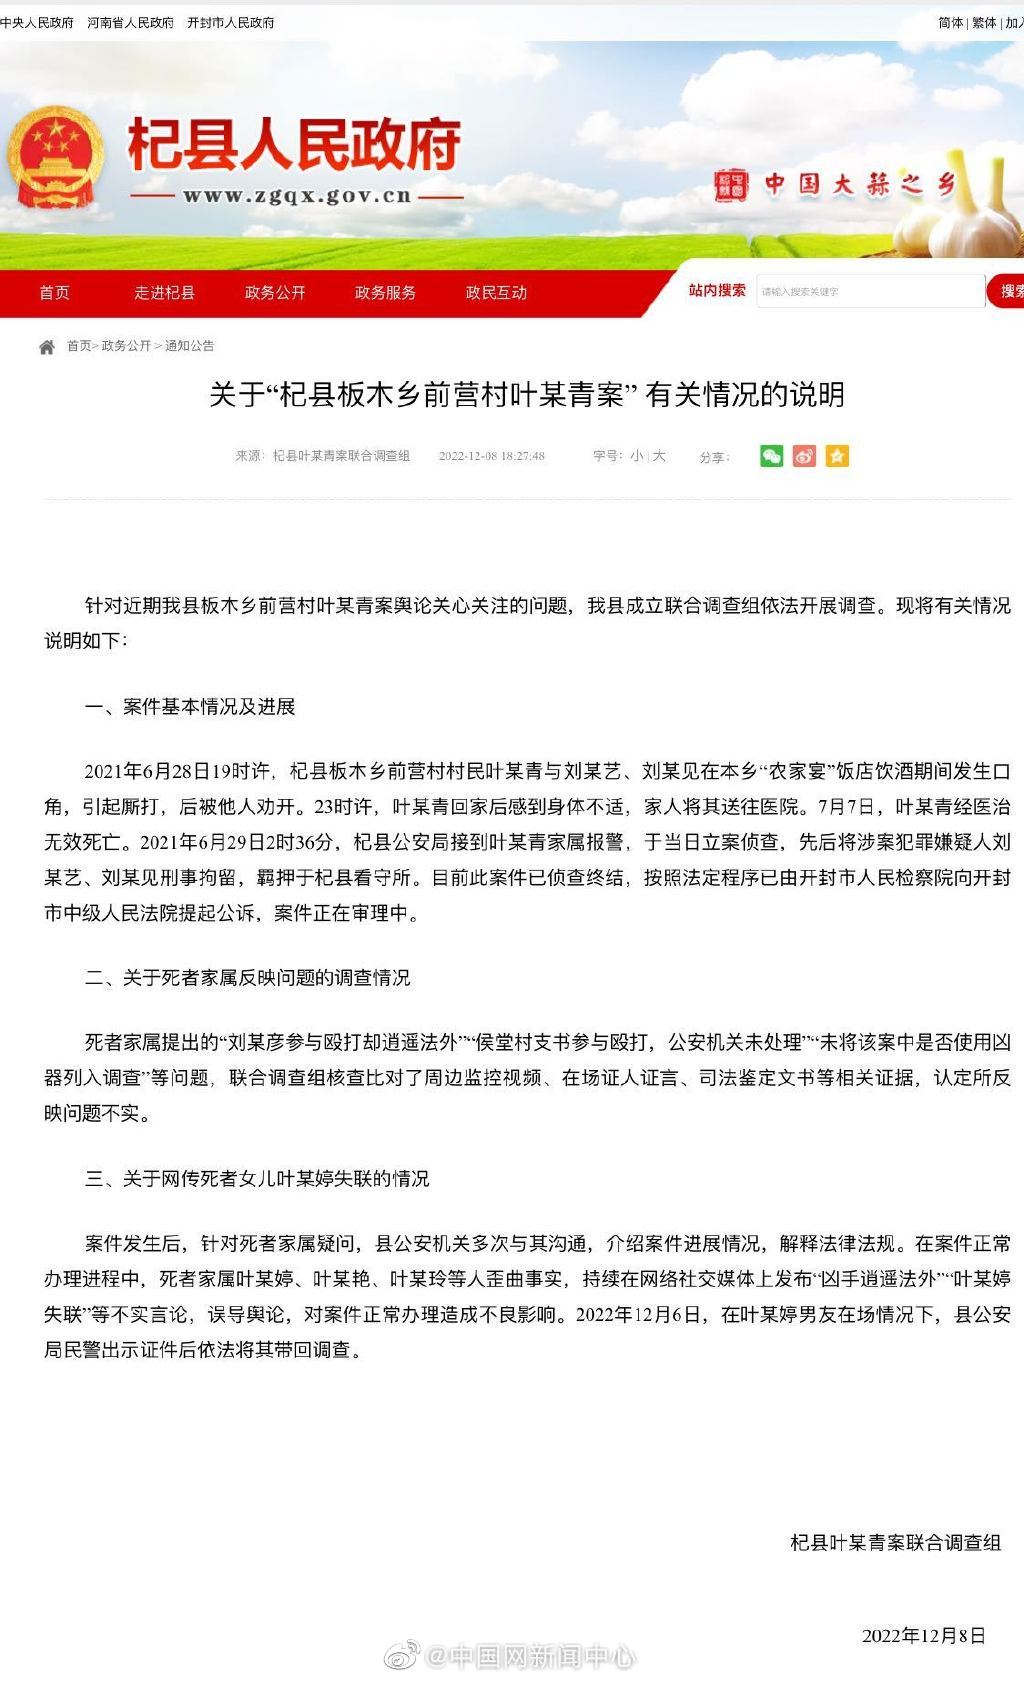 中央人民政府 河南省人民政府 开封市人民政府
简体 | 繁体 | 加入
杞县人民政府
www.zgqx.gov.cn
中国大蒜之乡
首页 走进杞县 政务公开 政务服务 政民互动
站内搜索 请输入搜索关键字 搜索
首页> 政务公开 > 通知公告
关于“杞县板木乡前营村叶某青案” 有关情况的说明
来源：杞县叶某青案联合调查组 2022-12-08 18:27:48 字号：小 | 大 分享：
针对近期我县板木乡前营村叶某青案舆论关心关注的问题，我县成立联合调查组依法开展调查。现将有关情况
说明如下：
一、案件基本情况及进展
2021年6月28日19时许，杞县板木乡前营村村民叶某青与刘某艺、刘某见在本乡“农家宴”饭店饮酒期间发生口
角，引起厮打，后被他人劝开。23时许，叶某青回家后感到身体不适，家人将其送往医院。7月7日，叶某青经医治
无效死亡。2021年6月29日2时36分，杞县公安局接到叶某青家属报警，于当日立案侦查，先后将涉案犯罪嫌疑人刘
某艺、刘某见刑事拘留，羁押于杞县看守所。目前此案件已侦查终结，按照法定程序已由开封市人民检察院向开封
市中级人民法院提起公诉，案件正在审理中。
二、关于死者家属反映问题的调查情况
死者家属提出的“刘某彦参与殴打却逍遥法外”“侯堂村支书参与殴打，公安机关未处理”“未将该案中是否使用凶
器列入调查”等问题，联合调查组核查比对了周边监控视频、在场证人证言、司法鉴定文书等相关证据，认定所反
映问题不实。
三、关于网传死者女儿叶某婷失联的情况
案件发生后，针对死者家属疑问，县公安机关多次与其沟通，介绍案件进展情况，解释法律法规。在案件正常
办理进程中，死者家属叶某婷、叶某艳、叶某玲等人歪曲事实，持续在网络社交媒体上发布“凶手逍遥法外”“叶某婷
失联”等不实言论，误导舆论，对案件正常办理造成不良影响。2022年12月6日，在叶某婷男友在场情况下，县公安
局民警出示证件后依法将其带回调查。
杞县叶某青案联合调查组
2022年12月8日
@中国网新闻中心